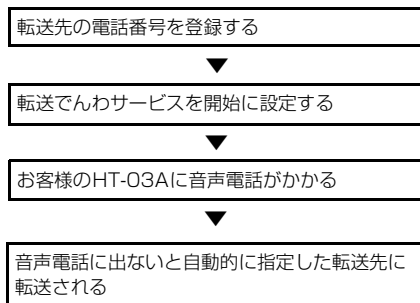 転送先の電話番号を登録する
▼
転送でんわサービスを開始に設定する
▼
お客様のHT-03Aに音声電話がかかる
▼
音声電話に出ないと自動的に指定した転送先に
転送される